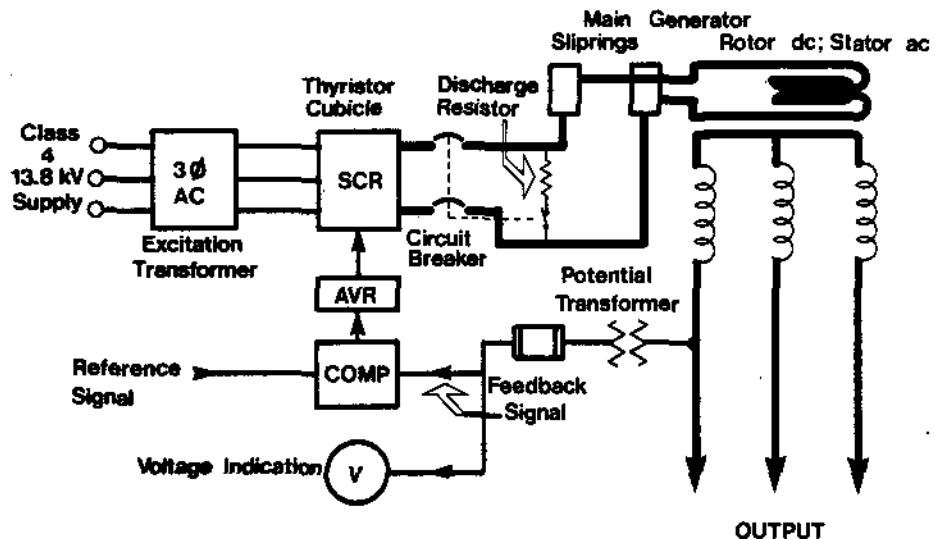 Main Generator
Sliprings Rotor dc; Stator ac
Thyristor
Cubicle
Discharge
Resistor
Class
4
13.8 kV
Supply
3Ø
AC
SCR
Excitation
Transformer
Circuit
Breaker
AVR
Potential
Transformer
Reference
Signal
COMP
Feedback
Signal
Voltage Indication
V
OUTPUT